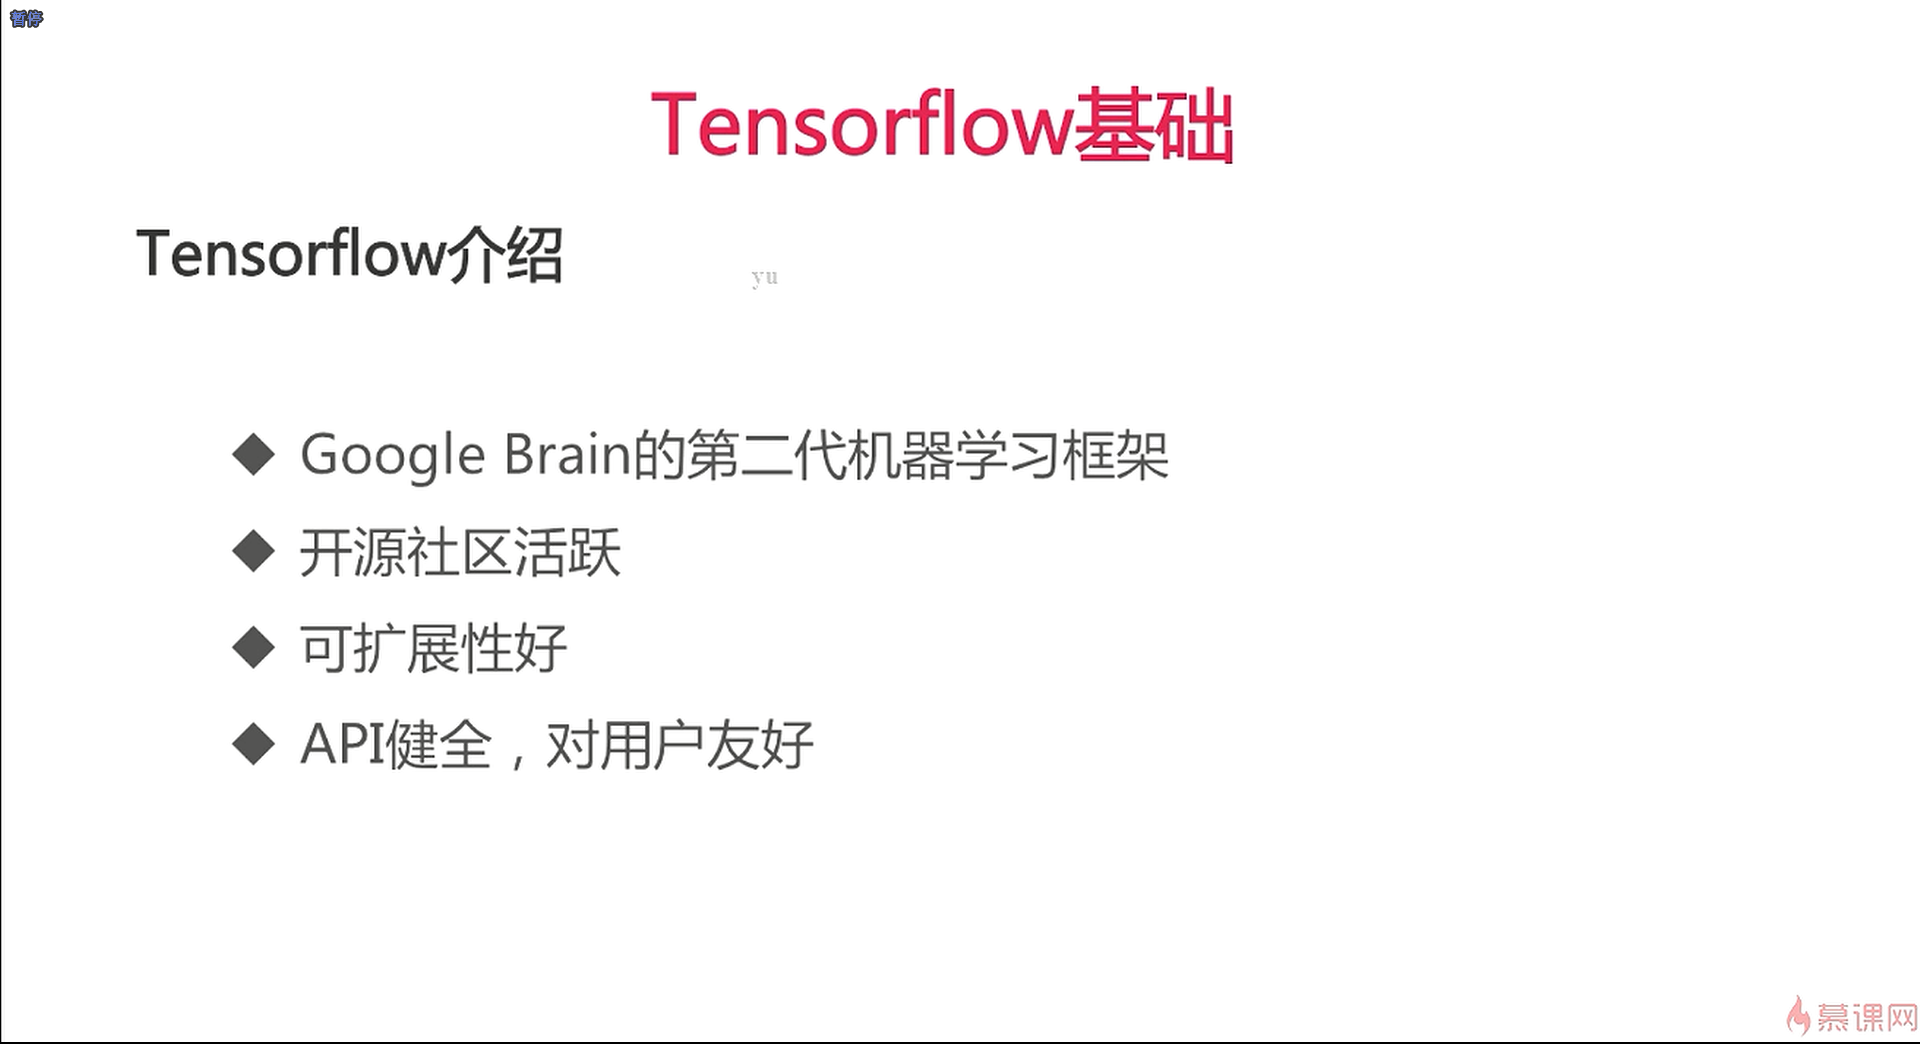 暂停
Tensorflow基础
Tensorflow介绍
yu
◆ Google Brain的第二代机器学习框架
◆ 开源社区活跃
◆ 可扩展性好
◆ API健全，对用户友好
慕课网